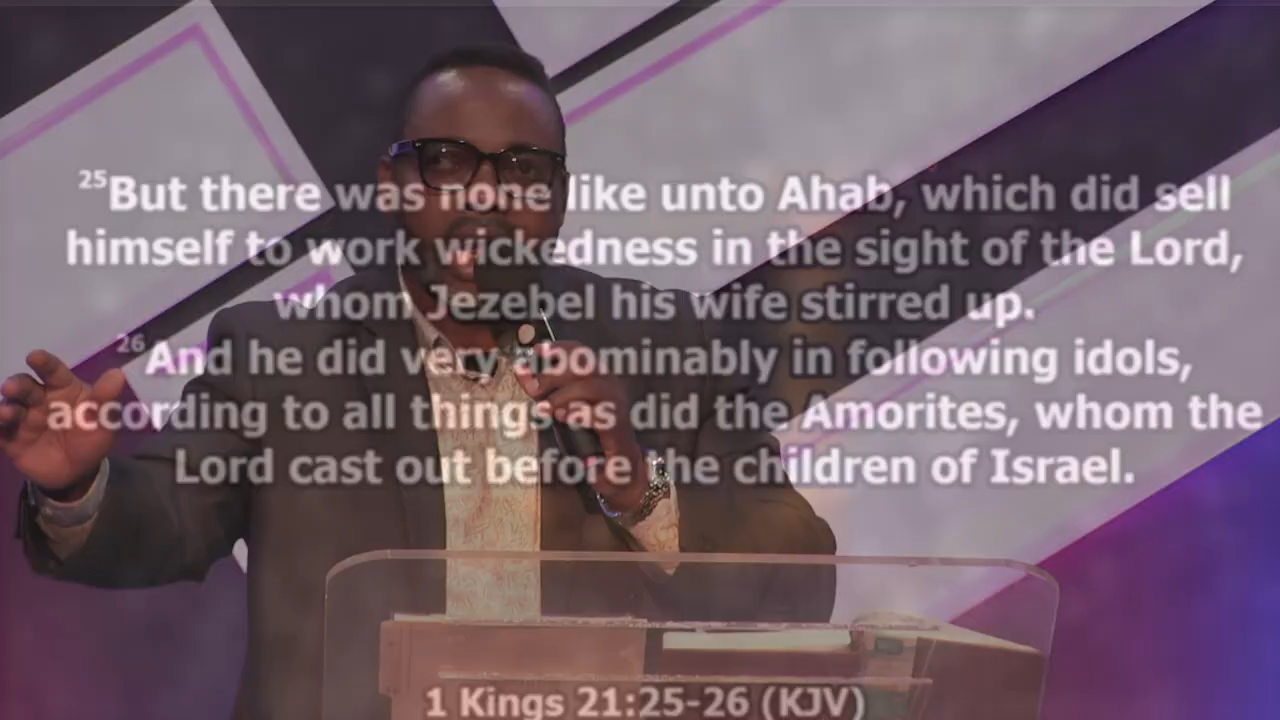 25But there was none like unto Ahab, which did sell
himself to work wickedness in the sight of the Lord,
whom Jezebel his wife stirred up.
26And he did very abominably in following idols,
according to all things as did the Amorites, whom the
Lord cast out before the children of Israel.
1 Kings 21:25-26 (KJV)